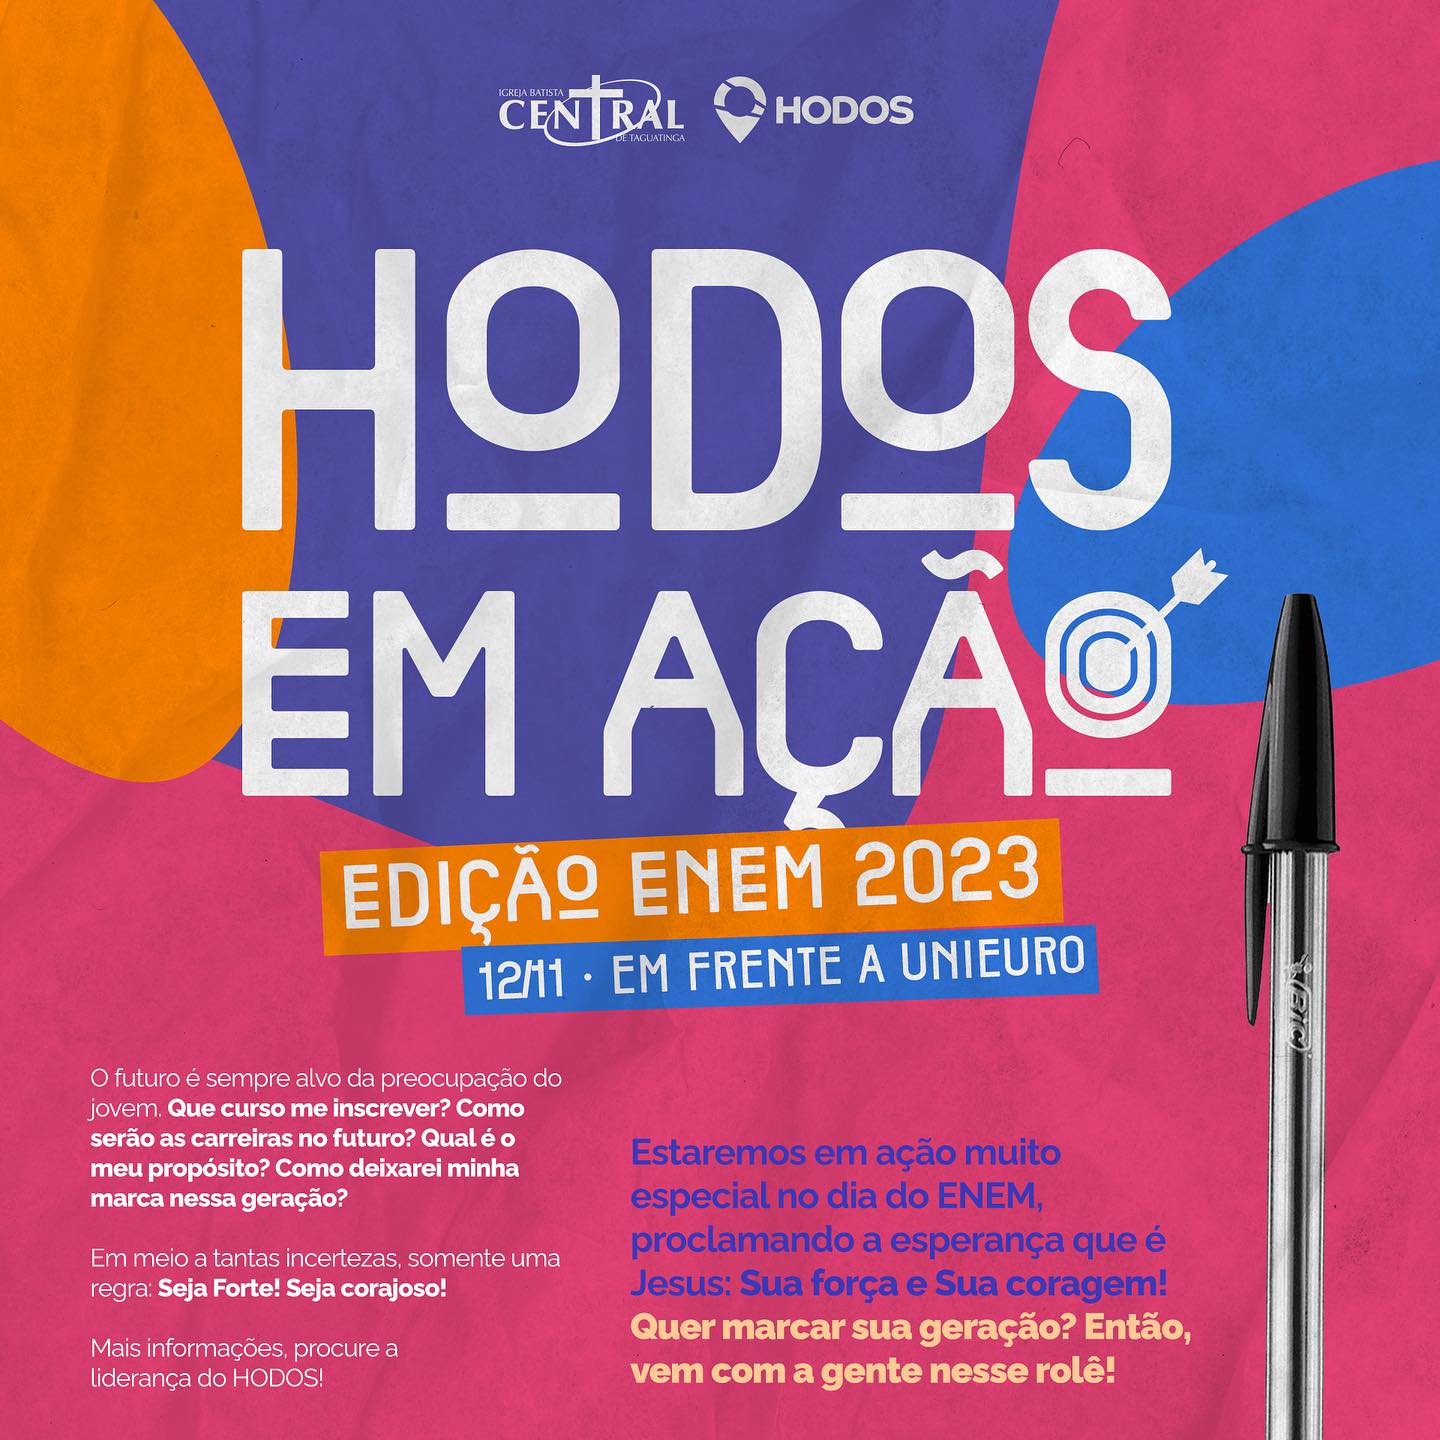 IGREJA BATISTA
CENTRAL
DE TAGUATINGA
HODOS
HODOS
EM AÇÃO
EDIÇÃO ENEM 2023
12/11 · EM FRENTE A UNIEURO
O futuro é sempre alvo da preocupação do
jovem. Que curso me inscrever? Como
serão as carreiras no futuro? Qual é o
meu propósito? Como deixarei minha
marca nessa geração?
Em meio a tantas incertezas, somente uma
regra: Seja Forte! Seja corajoso!
Mais informações, procure a
liderança do HODOS!
Estaremos em ação muito
especial no dia do ENEM,
proclamando a esperança que é
Jesus: Sua força e Sua coragem!
Quer marcar sua geração? Então,
vem com a gente nesse rolê!
BIC